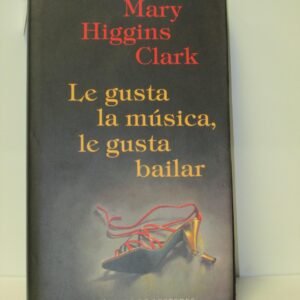 Mary
Higgins
Clark
Le gusta
la música,
le gusta
bailar